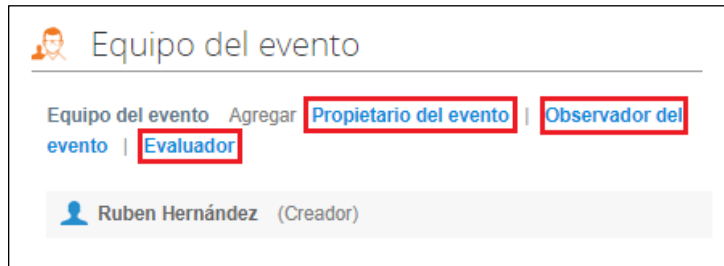 Equipo del evento
Equipo del evento Agregar Propietario del evento | Observador del
evento | Evaluador
Ruben Hernández (Creador)